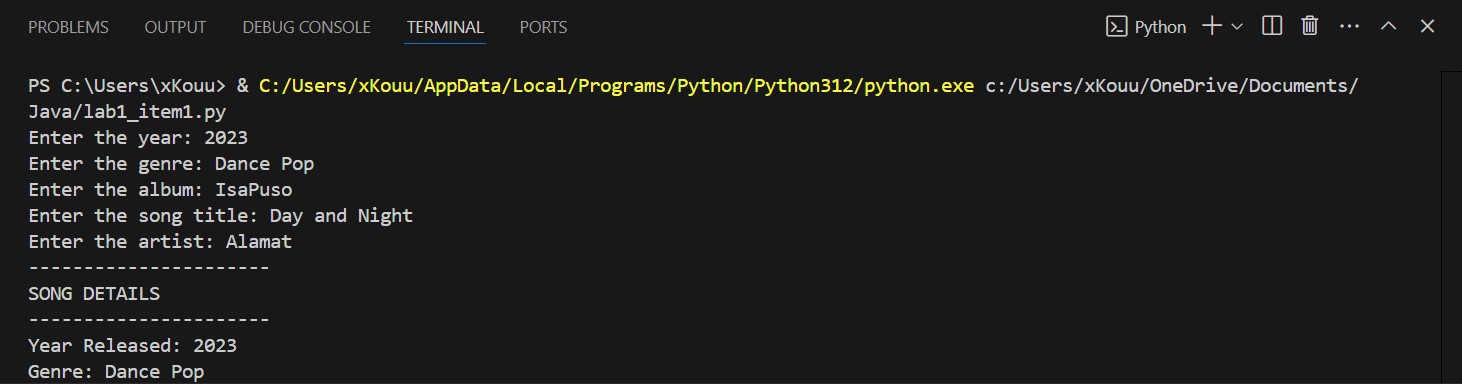 PROBLEMS OUTPUT DEBUG CONSOLE TERMINAL PORTS Python
PS C:\Users\xKouu> & C:/Users/xKouu/AppData/Local/Programs/Python/Python312/python.exe c:/Users/xKouu/OneDrive/Documents/
Java/lab1_item1.py
Enter the year: 2023
Enter the genre: Dance Pop
Enter the album: IsaPuso
Enter the song title: Day and Night
Enter the artist: Alamat
----------------------
SONG DETAILS
----------------------
Year Released: 2023
Genre: Dance Pop